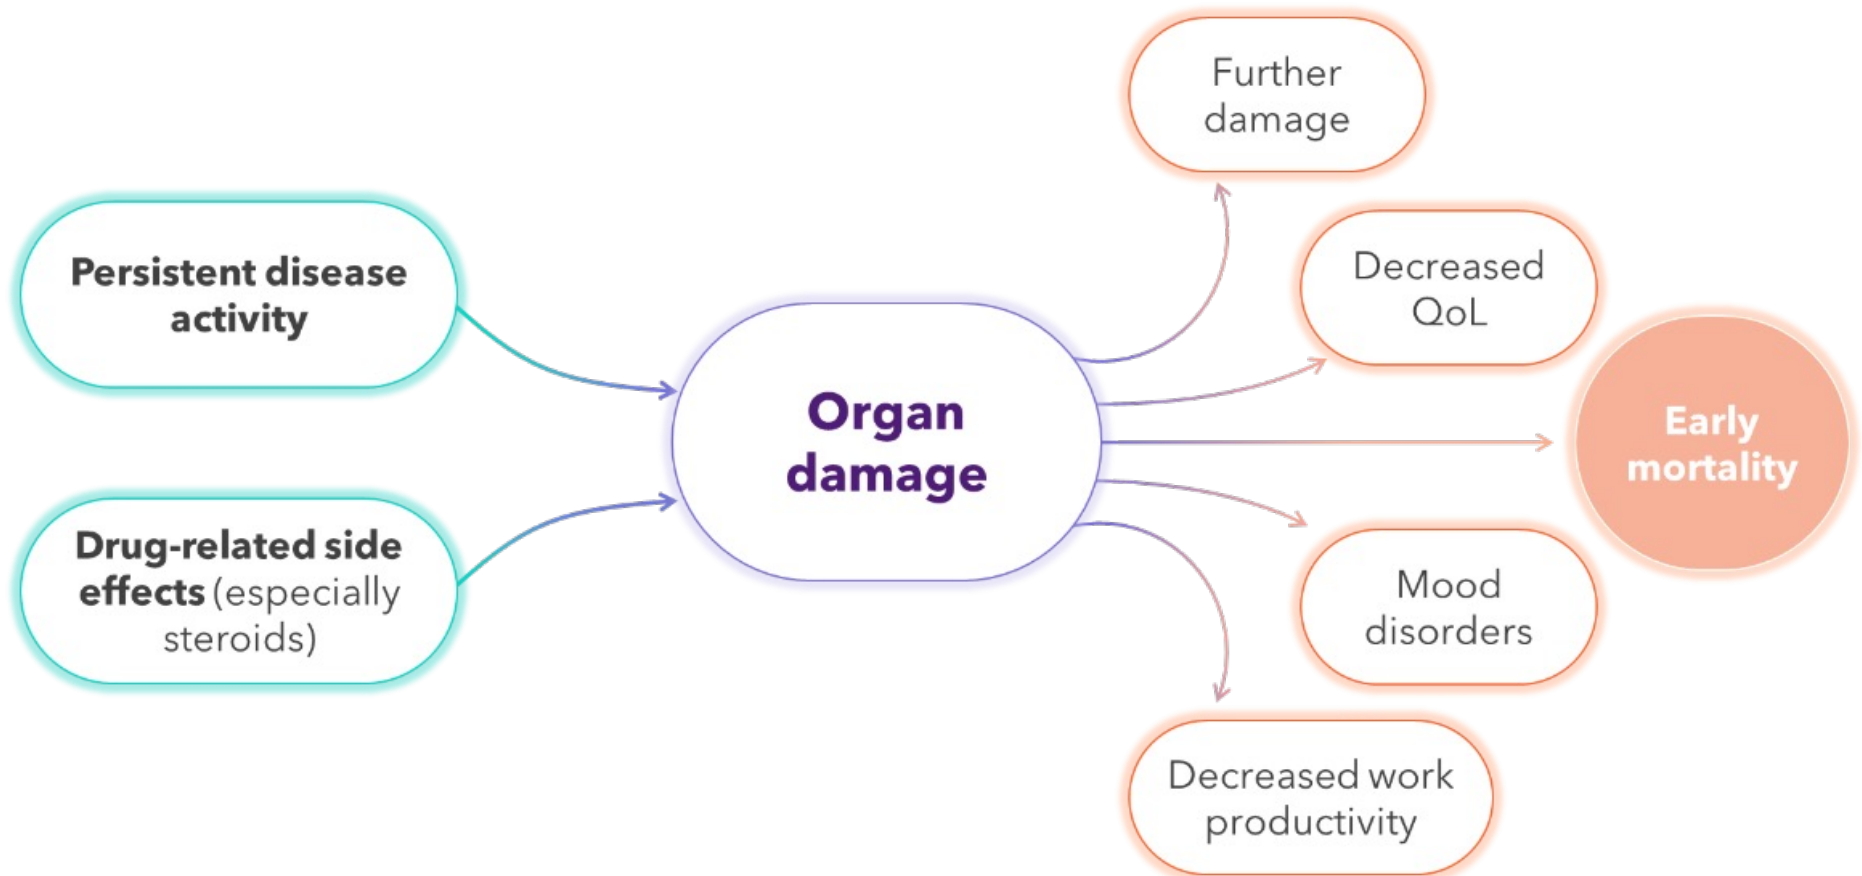 Persistent disease
activity
Drug-related side
effects (especially
steroids)
Organ
damage
Further
damage
Decreased
QoL
Early
mortality
Mood
disorders
Decreased work
productivity